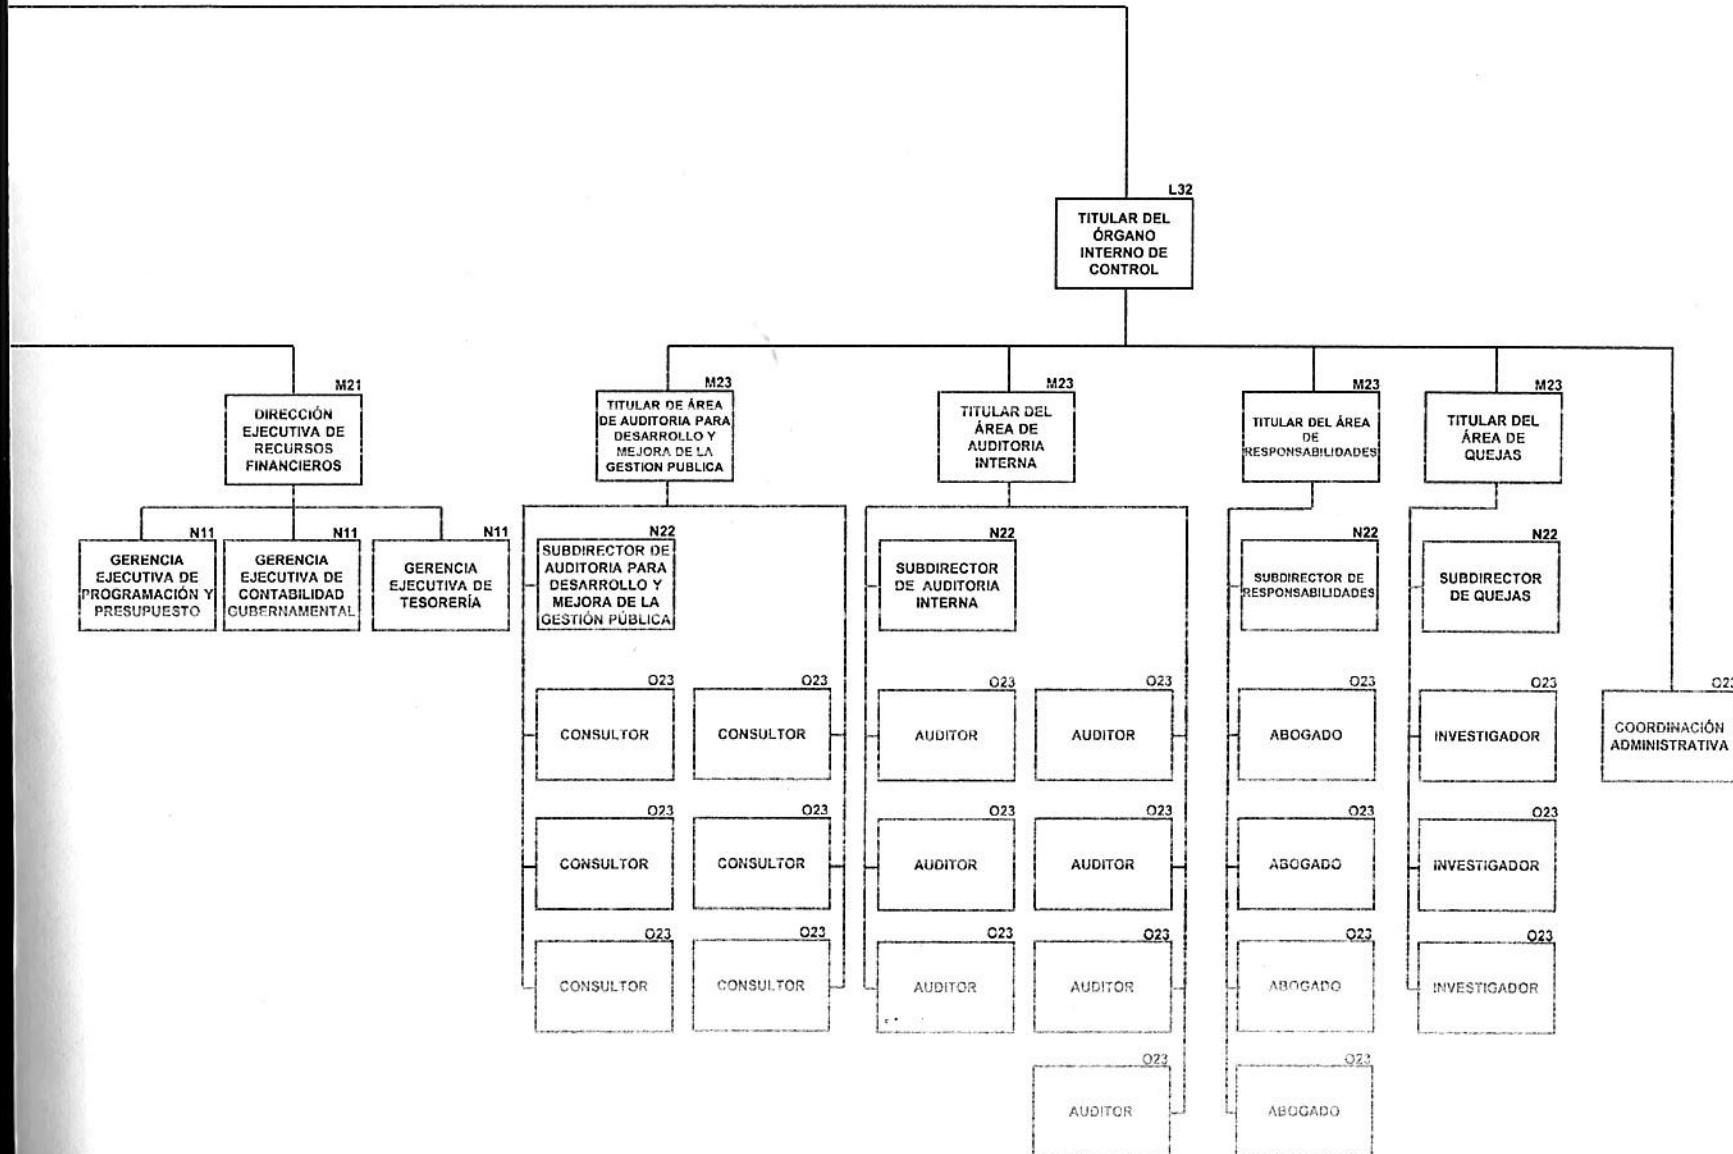 L32
TITULAR DEL
ÓRGANO
INTERNO DE
CONTROL
M21
DIRECCIÓN
EJECUTIVA DE
RECURSOS
FINANCIEROS
M23
TITULAR DE ÁREA
DE AUDITORIA PARA
DESARROLLO Y
MEJORA DE LA
GESTION PUBLICA
M23
TITULAR DEL
ÁREA DE
AUDITORIA
INTERNA
M23
TITULAR DEL ÁREA
DE
RESPONSABILIDADES
M23
TITULAR DEL
ÁREA DE
QUEJAS
N11
GERENCIA
EJECUTIVA DE
PROGRAMACIÓN Y
PRESUPUESTO
N11
GERENCIA
EJECUTIVA DE
CONTABILIDAD
GUBERNAMENTAL
N11
GERENCIA
EJECUTIVA DE
TESORERÍA
N22
SUBDIRECTOR DE
AUDITORIA PARA
DESARROLLO Y
MEJORA DE LA
GESTIÓN PÚBLICA
N22
SUBDIRECTOR
DE AUDITORIA
INTERNA
N22
SUBDIRECTOR DE
RESPONSABILIDADES
N22
SUBDIRECTOR
DE QUEJAS
O23
CONSULTOR
O23
CONSULTOR
O23
AUDITOR
O23
AUDITOR
O23
ABOGADO
O23
INVESTIGADOR
O23
COORDINACIÓN
ADMINISTRATIVA
O23
CONSULTOR
O23
CONSULTOR
O23
AUDITOR
O23
AUDITOR
O23
ABOGADO
O23
INVESTIGADOR
O23
CONSULTOR
O23
CONSULTOR
O23
AUDITOR
O23
AUDITOR
O23
ABOGADO
O23
INVESTIGADOR
O23
AUDITOR
O23
ABOGADO